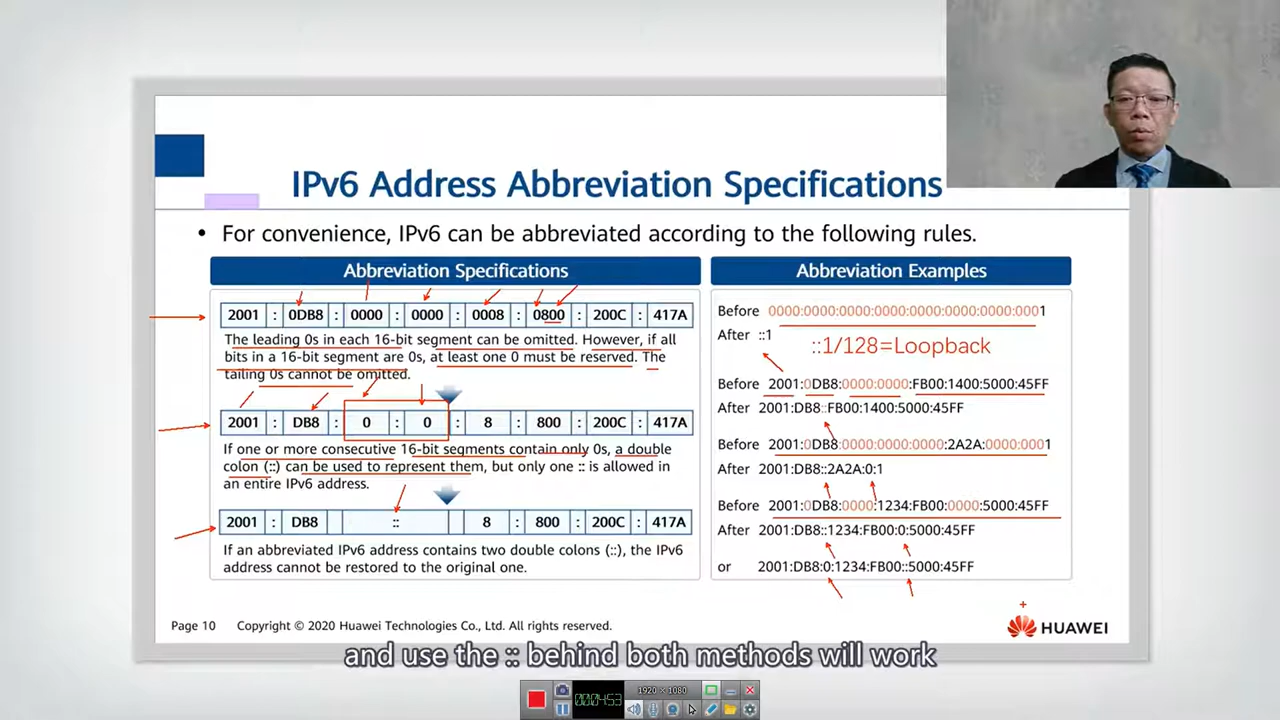 IPv6 Address Abbreviation Specifications
• For convenience, IPv6 can be abbreviated according to the following rules.
Abbreviation Specifications
2001 : 0DB8 : 0000 : 0000 : 0008 : 0800 : 200C : 417A
The leading 0s in each 16-bit segment can be omitted. However, if all
bits in a 16-bit segment are 0s, at least one 0 must be reserved. The
tailing 0s cannot be omitted.
2001 : DB8 : 0 : 0 : 8 : 800 : 200C : 417A
If one or more consecutive 16-bit segments contain only 0s, a double
colon (::) can be used to represent them, but only one :: is allowed in
an entire IPv6 address.
2001 : DB8 :: 8 : 800 : 200C : 417A
If an abbreviated IPv6 address contains two double colons (::), the IPv6
address cannot be restored to the original one.
Abbreviation Examples
Before 0000:0000:0000:0000:0000:0000:0000:0001
After ::1
::1/128=Loopback
Before 2001:0DB8:0000:0000:FB00:1400:5000:45FF
After 2001:DB8::FB00:1400:5000:45FF
Before 2001:0DB8:0000:0000:0000:2A2A:0000:0001
After 2001:DB8::2A2A:0:1
Before 2001:0DB8:0000:1234:FB00:0000:5000:45FF
After 2001:DB8::1234:FB00:0:5000:45FF
or 2001:DB8:0:1234:FB00::5000:45FF
Page 10 Copyright © 2020 Huawei Technologies Co., Ltd. All rights reserved.
HUAWEI
and use the :: behind both methods will work
000:04:53
1920 × 1080